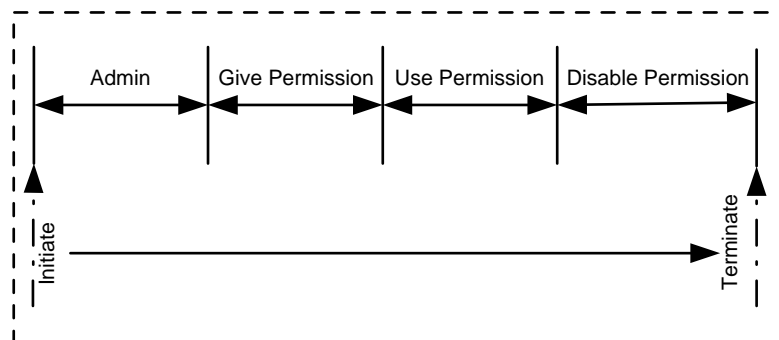 Admin
Give Permission
Use Permission
Disable Permission
Initiate
Terminate